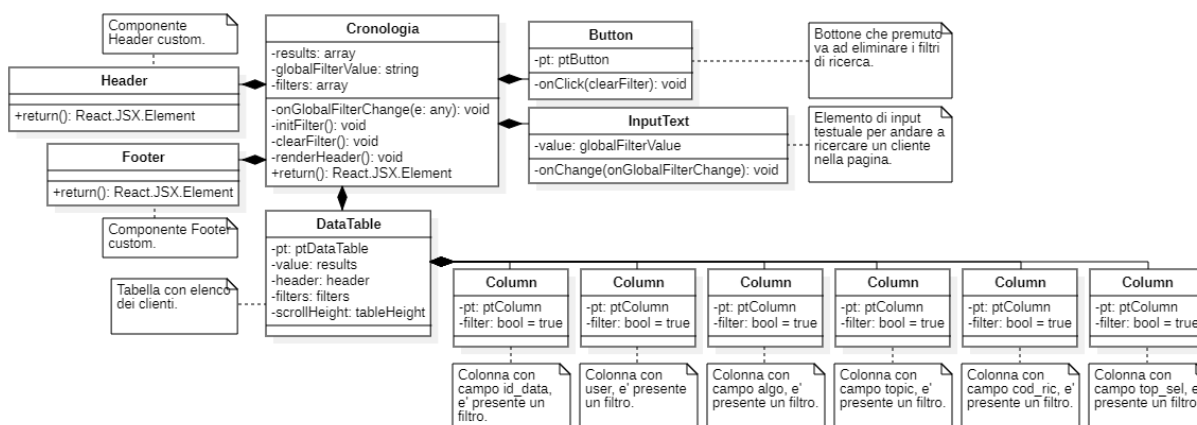 Componente
Header custom.
Header
+return(): React.JSX.Element
Footer
+return(): React.JSX.Element
Componente Footer
custom.
Cronologia
-results: array
-globalFilterValue: string
-filters: array
-onGlobalFilterChange(e: any): void
-initFilter(): void
-clearFilter(): void
-renderHeader(): void
+return(): React.JSX.Element
Button
-pt: ptButton
-onClick(clearFilter): void
Bottone che premuto
va ad eliminare i filtri
di ricerca.
InputText
-value: globalFilterValue
-onChange(onGlobalFilterChange): void
Elemento di input
testuale per andare a
ricercare un cliente
nella pagina.
DataTable
-pt: ptDataTable
-value: results
-header: header
-filters: filters
-scrollHeight: tableHeight
Tabella con elenco
dei clienti.
Column
-pt: ptColumn
-filter: bool = true
Column
-pt: ptColumn
-filter: bool = true
Column
-pt: ptColumn
-filter: bool = true
Column
-pt: ptColumn
-filter: bool = true
Column
-pt: ptColumn
-filter: bool = true
Column
-pt: ptColumn
-filter: bool = true
Colonna con
campo id_data,
e' presente un
filtro.
Colonna con
user, e' presente
un filtro.
Colonna con
campo algo, e'
presente un filtro.
Colonna con
campo topic, e'
presente un filtro.
Colonna con
campo cod_ric, e'
presente un filtro.
Colonna con
campo top_sel, e'
presente un filtro.